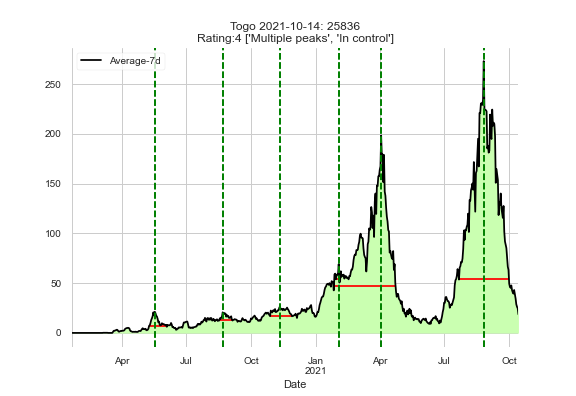 Togo 2021-10-14: 25836
Rating:4 ['Multiple peaks', 'In control']
Average-7d
250
200
150
100
50
0
Apr
Jul
Oct
Jan
2021
Apr
Jul
Oct
Date